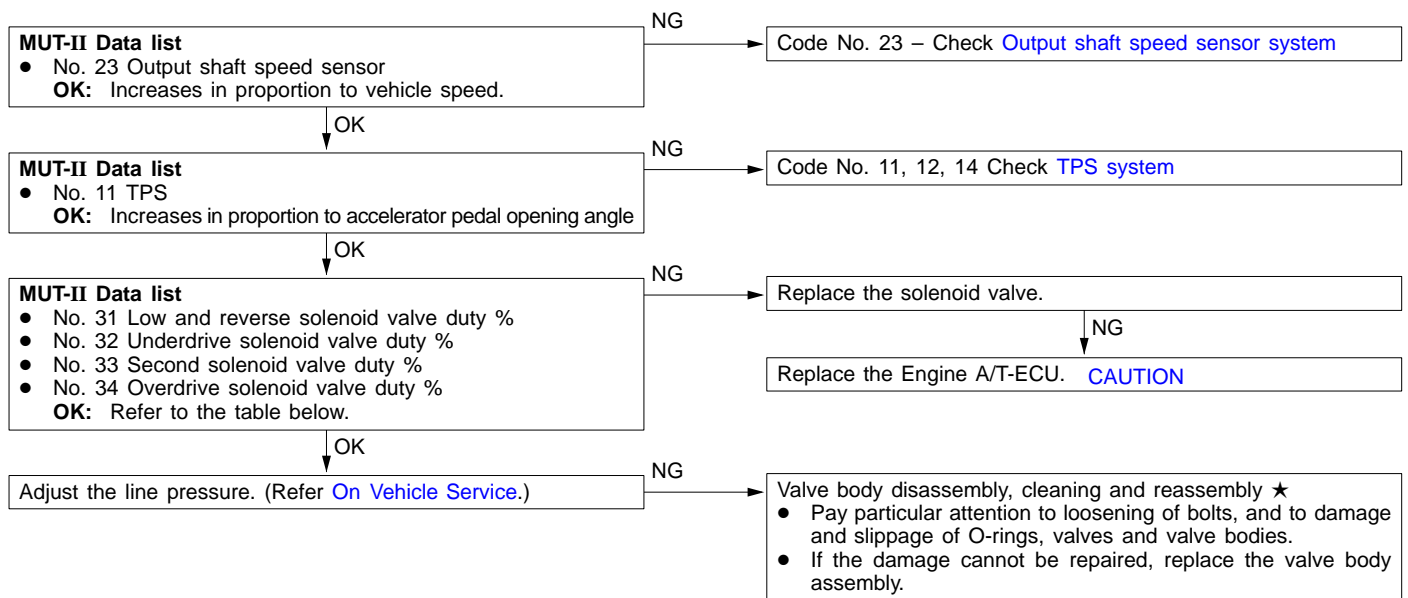 NG
MUT-II Data list
● No. 23 Output shaft speed sensor
OK: Increases in proportion to vehicle speed.
Code No. 23 – Check Output shaft speed sensor system
OK
NG
MUT-II Data list
● No. 11 TPS
OK: Increases in proportion to accelerator pedal opening angle
Code No. 11, 12, 14 Check TPS system
OK
NG
MUT-II Data list
● No. 31 Low and reverse solenoid valve duty %
● No. 32 Underdrive solenoid valve duty %
● No. 33 Second solenoid valve duty %
● No. 34 Overdrive solenoid valve duty %
OK: Refer to the table below.
Replace the solenoid valve.
NG
Replace the Engine A/T-ECU. CAUTION
OK
NG
Adjust the line pressure. (Refer On Vehicle Service.)
Valve body disassembly, cleaning and reassembly ★
● Pay particular attention to loosening of bolts, and to damage
and slippage of O-rings, valves and valve bodies.
● If the damage cannot be repaired, replace the valve body
assembly.